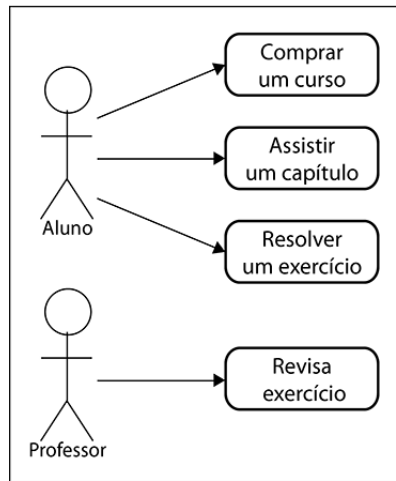 Comprar
um curso
Assistir
um capítulo
Aluno
Resolver
um exercício
Revisa
exercício
Professor